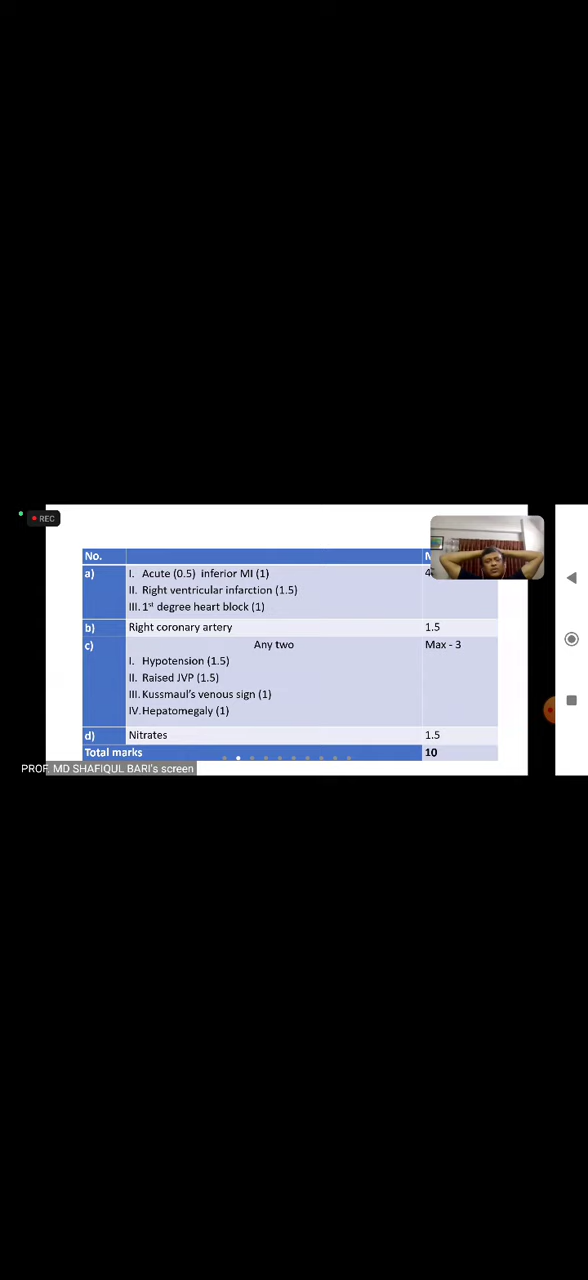 REC
No.
a) I. Acute (0.5) inferior MI (1) 4
II. Right ventricular infarction (1.5)
III. 1st degree heart block (1)
b) Right coronary artery 1.5
c) Any two Max - 3
I. Hypotension (1.5)
II. Raised JVP (1.5)
III. Kussmaul's venous sign (1)
IV. Hepatomegaly (1)
d) Nitrates 1.5
Total marks 10
PROF. MD SHAFIQUL BARI's screen